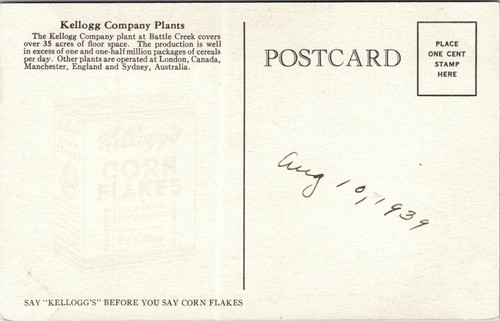 Kellogg Company Plants
The Kellogg Company plant at Battle Creek covers
over 35 acres of floor space. The production is well
in excess of one and one-half million packages of cereals
per day. Other plants are operated at London, Canada,
Manchester, England and Sydney, Australia.
POSTCARD
PLACE
ONE CENT
STAMP
HERE
Kellogg's
CORN
FLAKES
Aug 10, 1939
SAY "KELLOGG'S" BEFORE YOU SAY CORN FLAKES